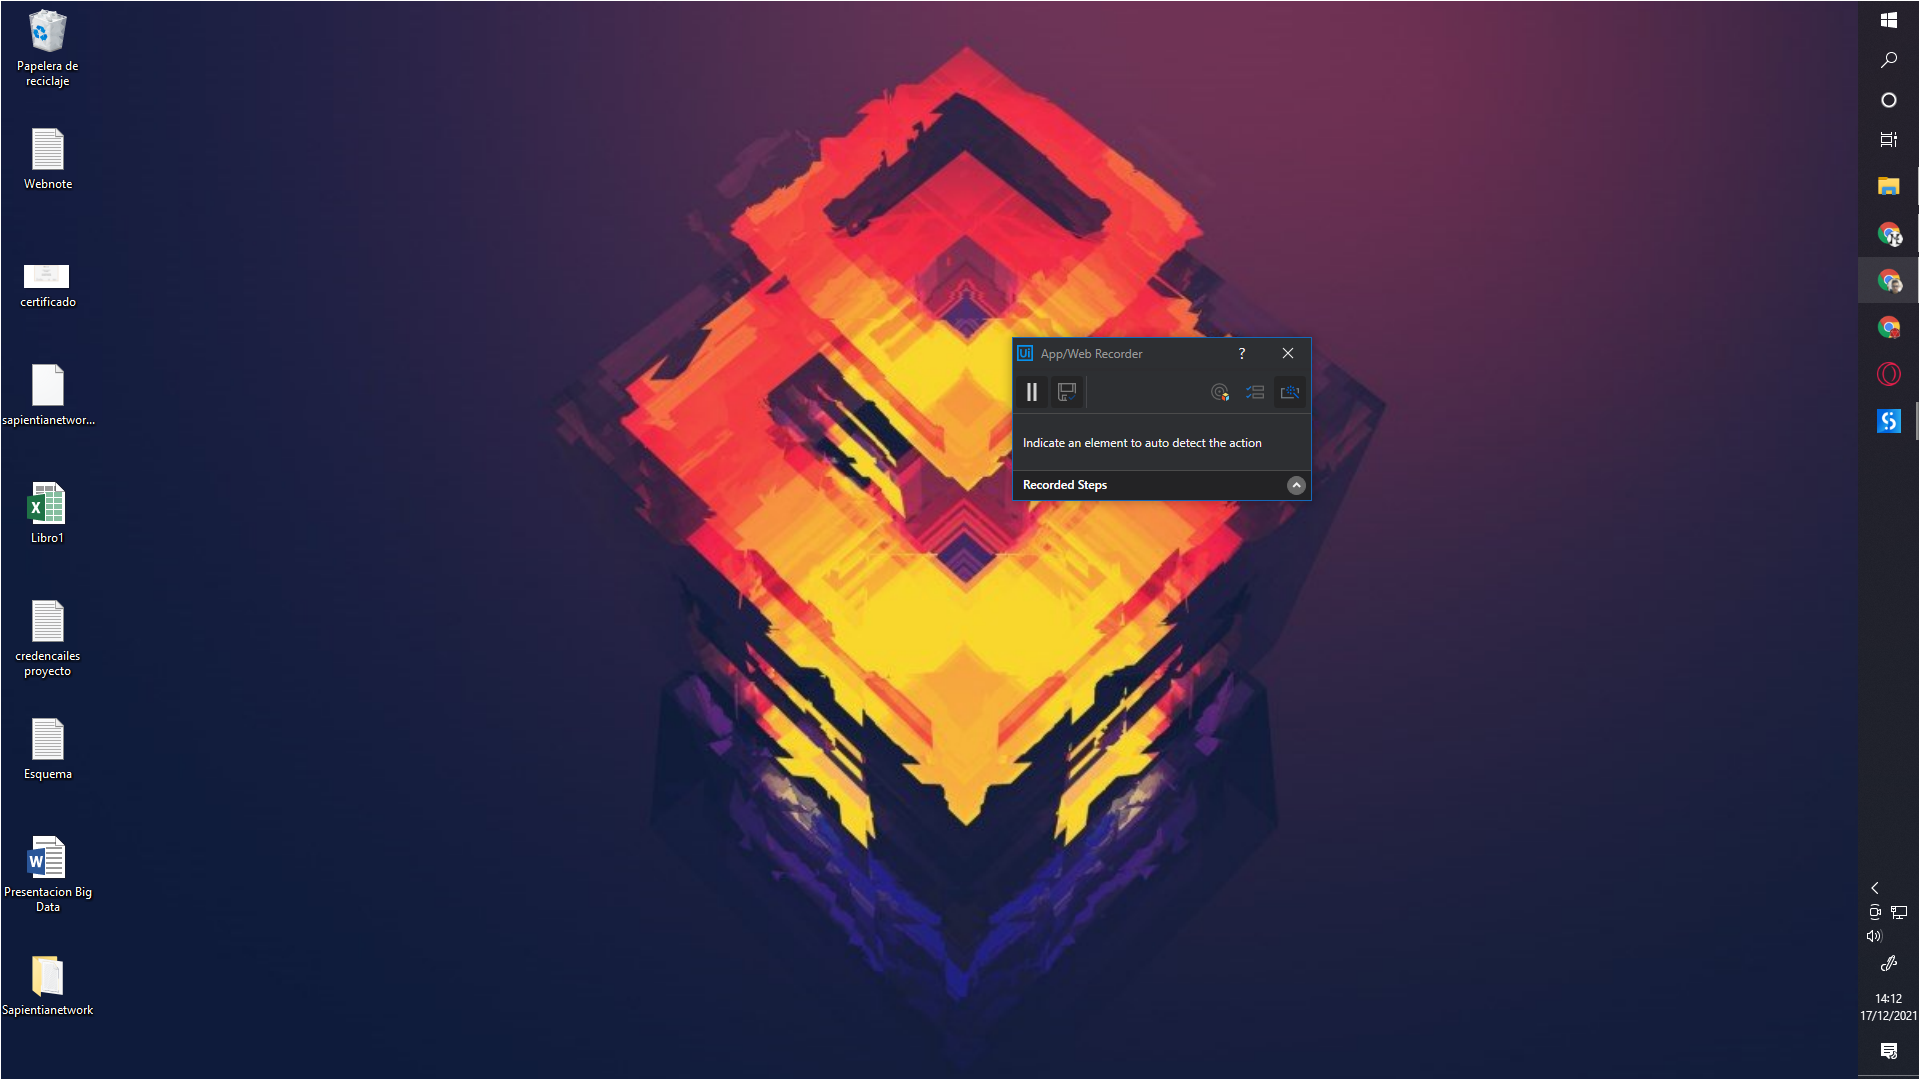 Papelera de
reciclaje
Webnote
certificado
sapientianetwor...
Libro1
credencailes
proyecto
Esquema
Presentacion Big
Data
Sapientianetwork
Ui App/Web Recorder ?
Indicate an element to auto detect the action
Recorded Steps
14:12
17/12/2021